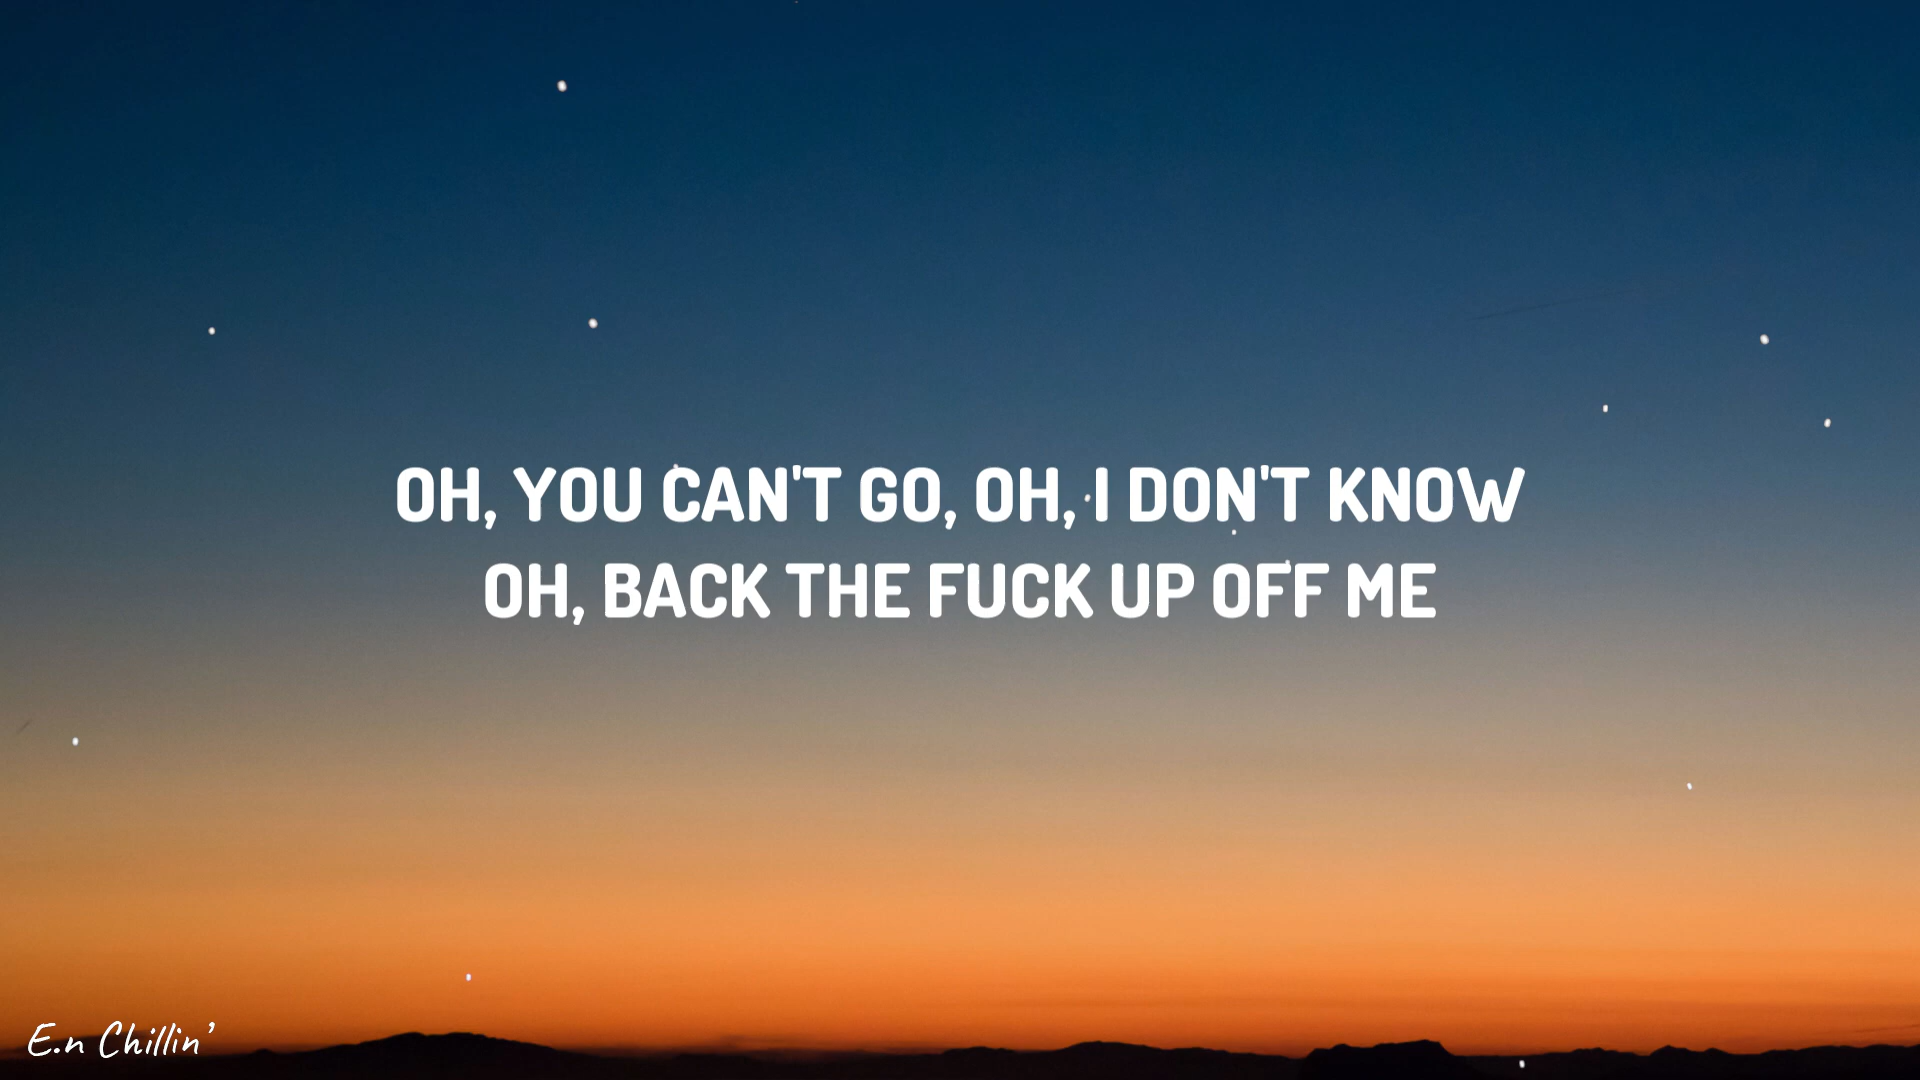 OH, YOU CAN'T GO, OH, I DON'T KNOW
OH, BACK THE FUCK UP OFF ME
E.n Chillin'